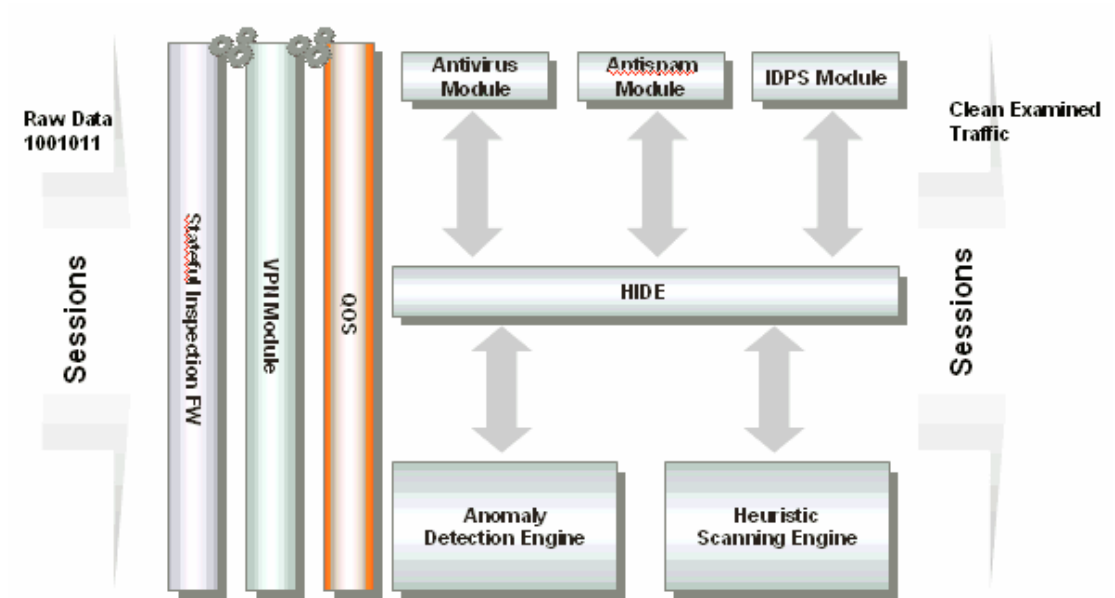 Raw Data
1001011
Sessions
Stateful Inspection FW
VPN Module
QOS
Antivirus
Module
Antispam
Module
IDPS Module
HIDE
Anomaly
Detection Engine
Heuristic
Scanning Engine
Clean Examined
Traffic
Sessions